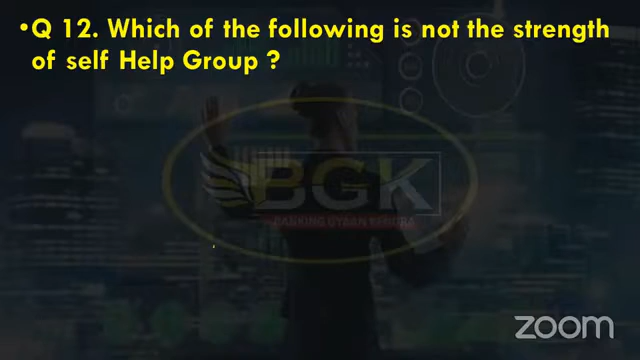 •Q 12. Which of the following is not the strength
of self Help Group ?
BGK
BANKING GYAAN KENDRA
zoom